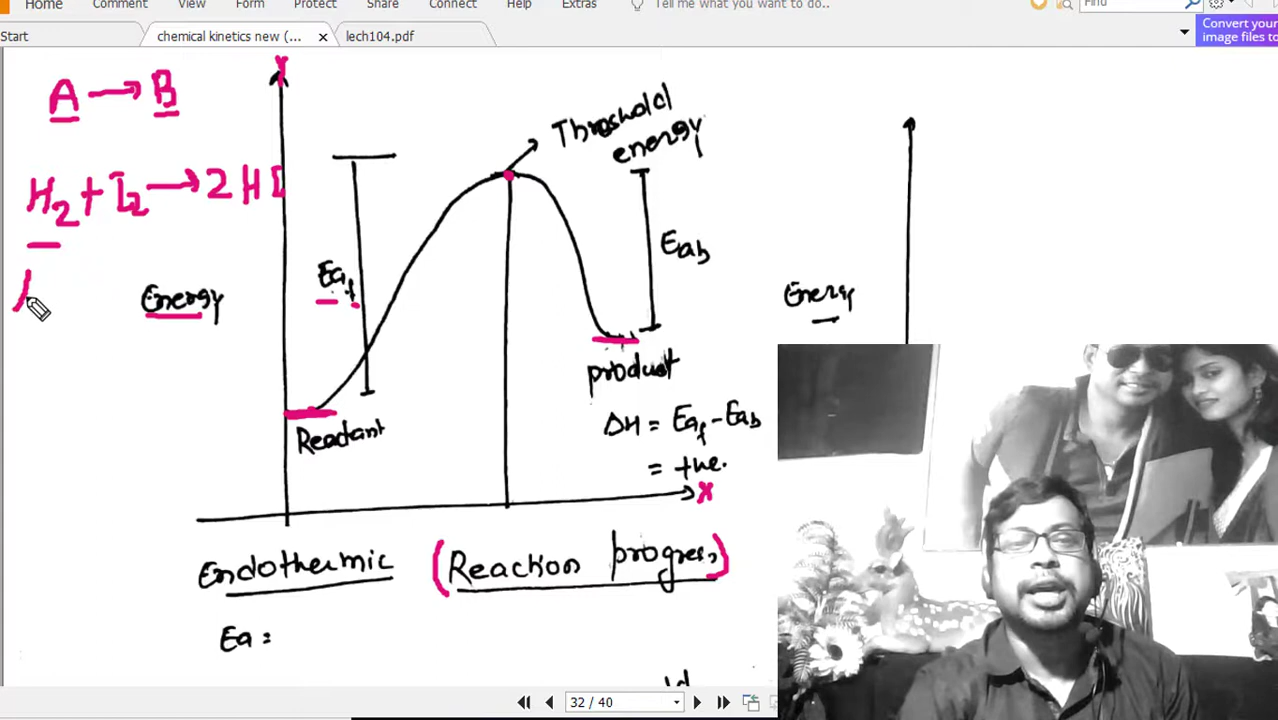 Home Comment View Form Protect Share Connect Help Extras Tell me what you want to do.. Find
Start chemical kinetics new (... × lech104.pdf
Convert your
image files to
A → B
Y
Threshold
energy
H2 + I2 → 2HI
Eaf
Eab
Energy
Energy
product
Reactant
ΔH = Eaf - Eab
= +ve.
X
Endothermic (Reaction progress)
Ea =
32 / 40